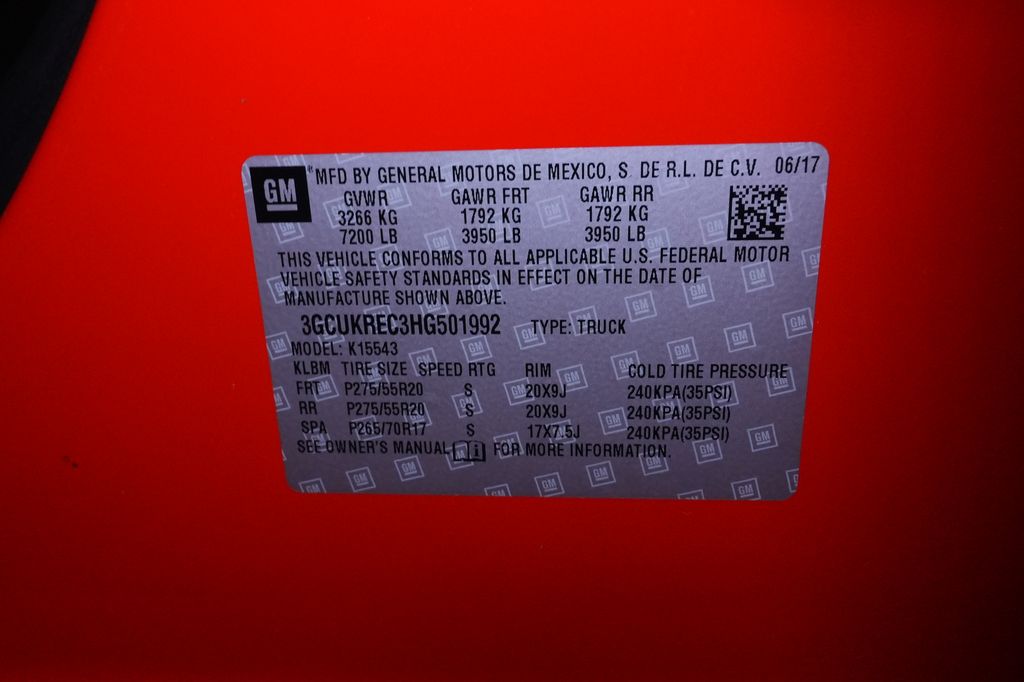 GM *MFD BY GENERAL MOTORS DE MEXICO, S DE R.L. DE C.V. 06/17
GVWR GAWR FRT GAWR RR
3266 KG 1792 KG 1792 KG
7200 LB 3950 LB 3950 LB
THIS VEHICLE CONFORMS TO ALL APPLICABLE U.S. FEDERAL MOTOR
VEHICLE SAFETY STANDARDS IN EFFECT ON THE DATE OF
MANUFACTURE SHOWN ABOVE.
3GCUKREC3HG501992 TYPE: TRUCK
MODEL: K15543
KLBM TIRE SIZE SPEED RTG RIM COLD TIRE PRESSURE
FRT P275/55R20 S 20X9J 240KPA(35PSI)
RR P275/55R20 S 20X9J 240KPA(35PSI)
SPA P265/70R17 S 17X7.5J 240KPA(35PSI)
SEE OWNER'S MANUAL i FOR MORE INFORMATION.